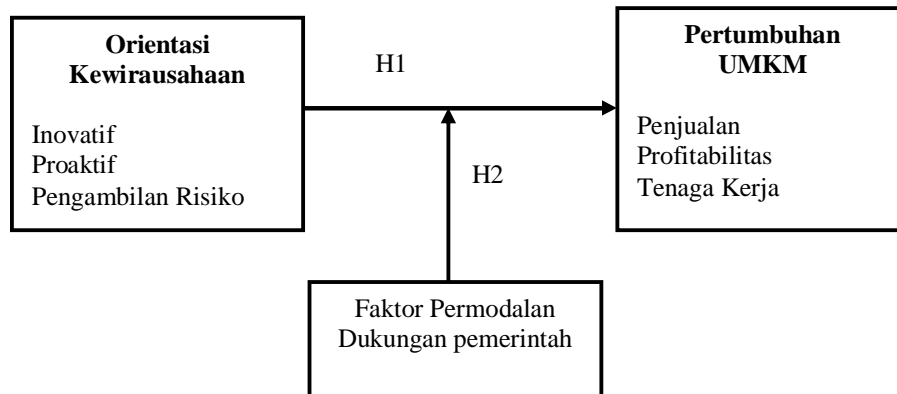 Orientasi
Kewirausahaan
Inovatif
Proaktif
Pengambilan Risiko
H1
Pertumbuhan
UMKM
Penjualan
Profitabilitas
Tenaga Kerja
H2
Faktor Permodalan
Dukungan pemerintah